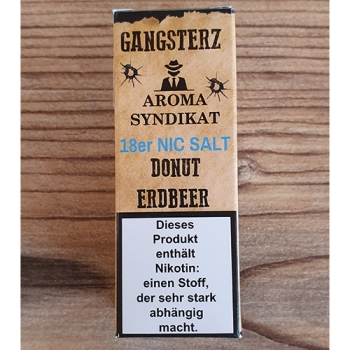 GANGSTERZ
AROMA
SYNDIKAT
18er NIC SALT
DONUT
ERDBEER
Dieses
Produkt
enthält
Nikotin:
einen Stoff,
der sehr stark
abhängig
macht.